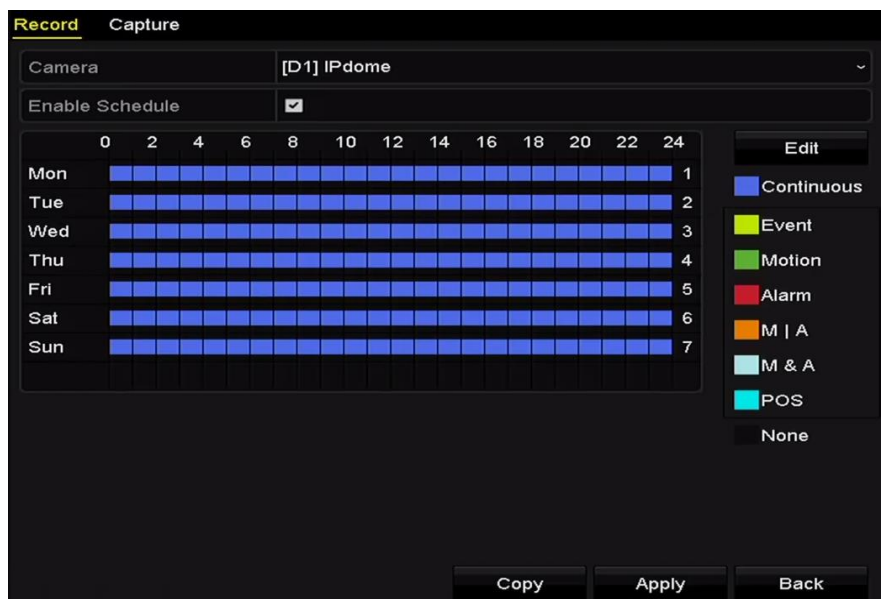 Record Capture
Camera [D1] IPdome
Enable Schedule
0 2 4 6 8 10 12 14 16 18 20 22 24
Edit
Mon 1
Continuous
Tue 2
Event
Wed 3
Thu 4
Motion
Fri 5
Alarm
Sat 6
M | A
Sun 7
M & A
POS
None
Copy Apply Back